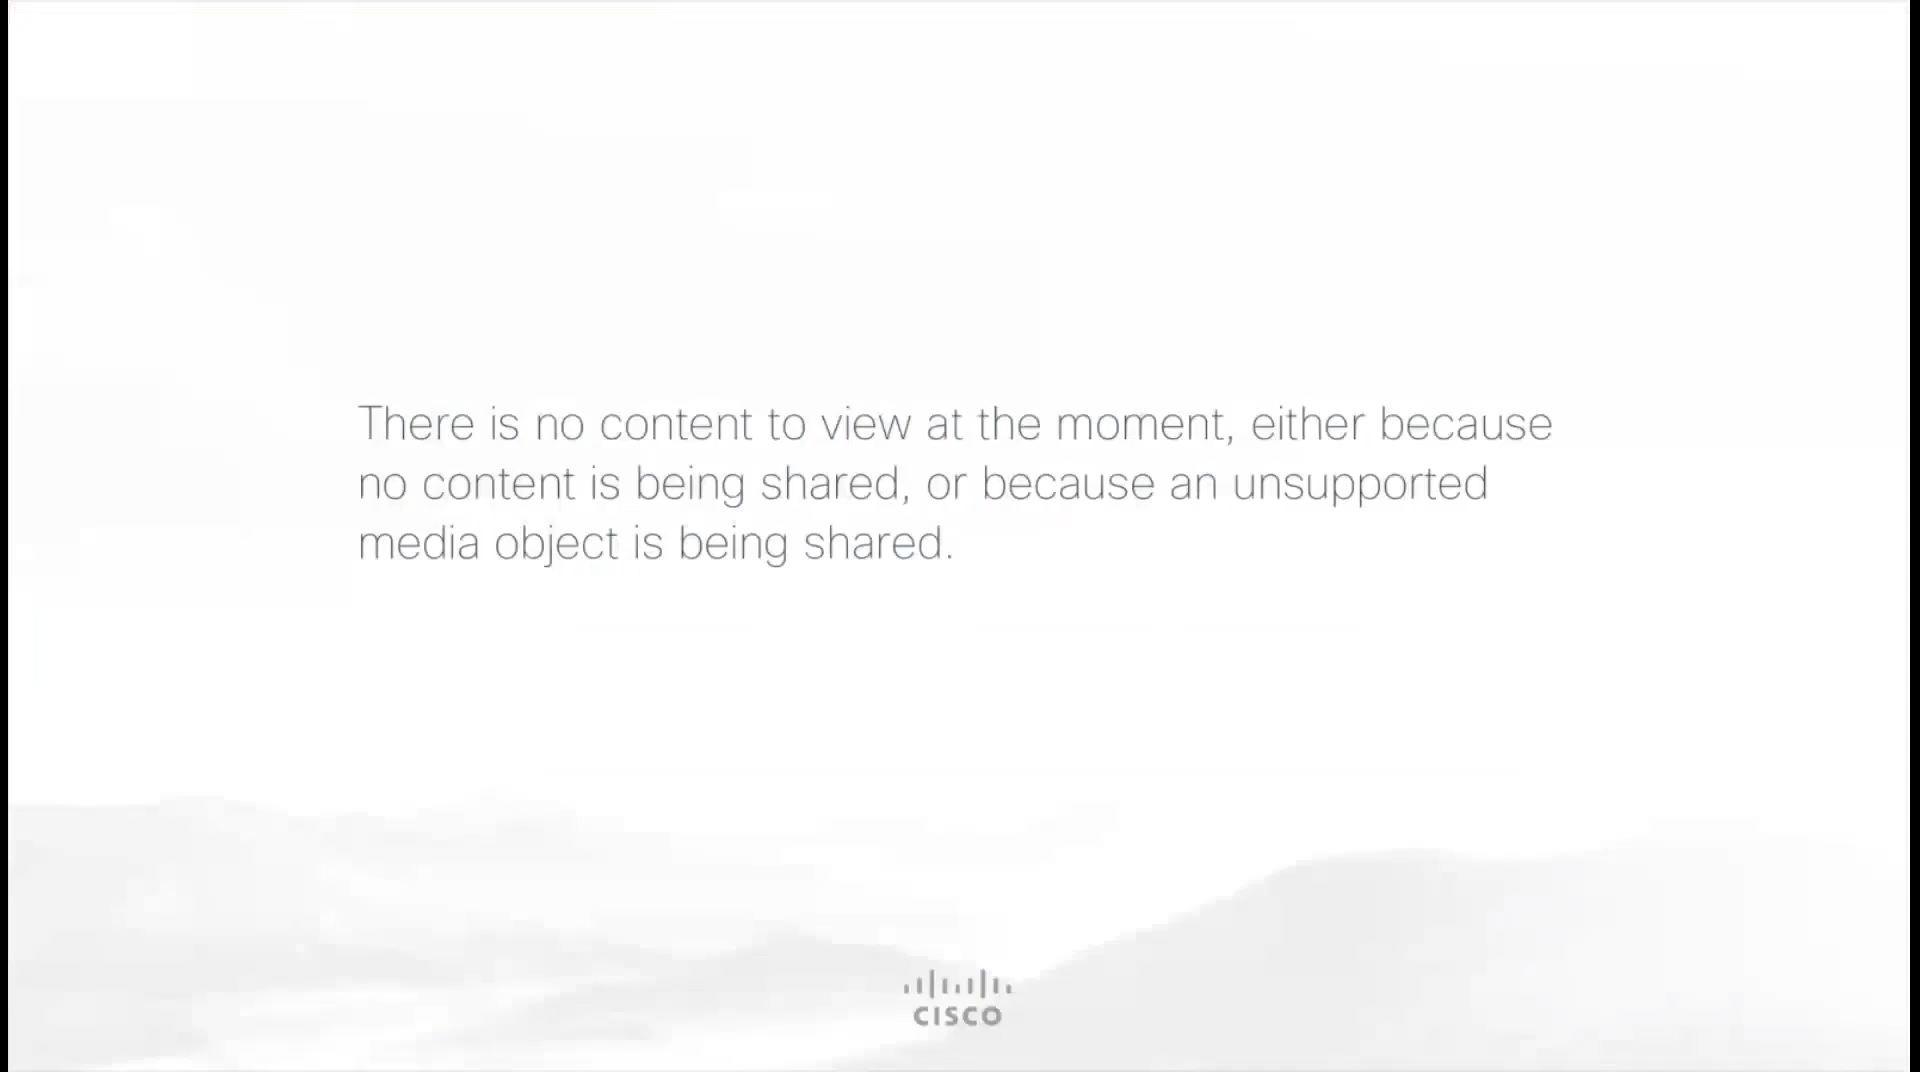 There is no content to view at the moment, either because
no content is being shared, or because an unsupported
media object is being shared.
CISCO